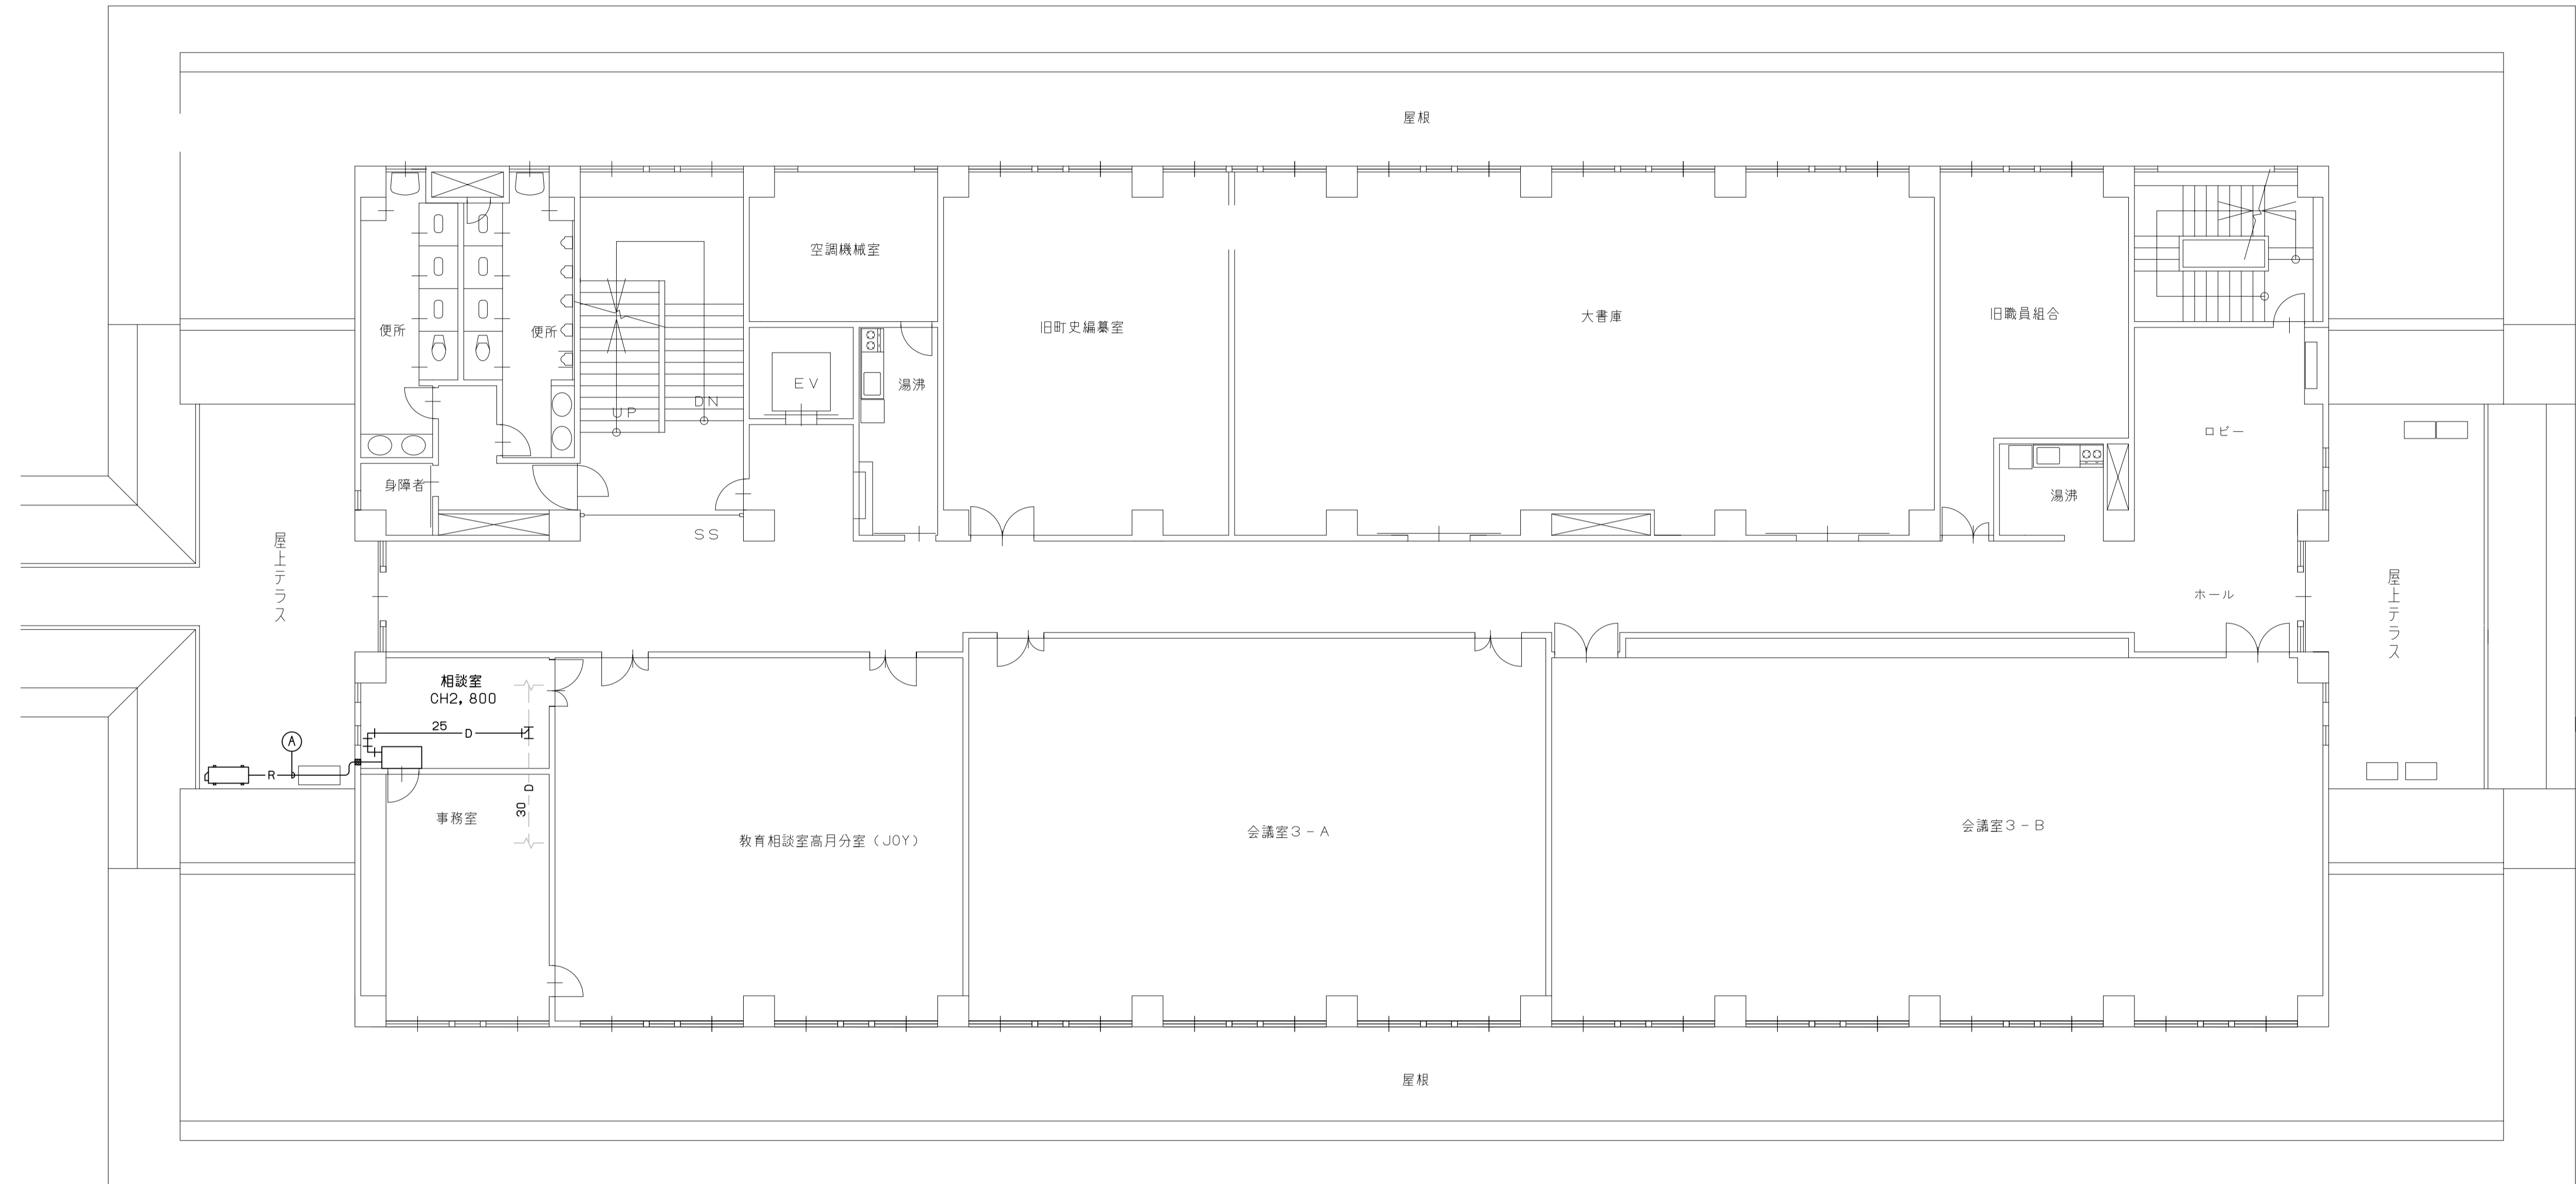 屋根
空調機械室
便所
便所
旧町史編纂室
大書庫
旧職員組合
EV
湯沸
UP
DN
ロビー
身障者
湯沸
SS
屋上テラス
ホール
屋上テラス
相談室
CH2,800
25
D
A
R
30
D
事務室
教育相談室高月分室（JOY）
会議室3-A
会議室3-B
屋根